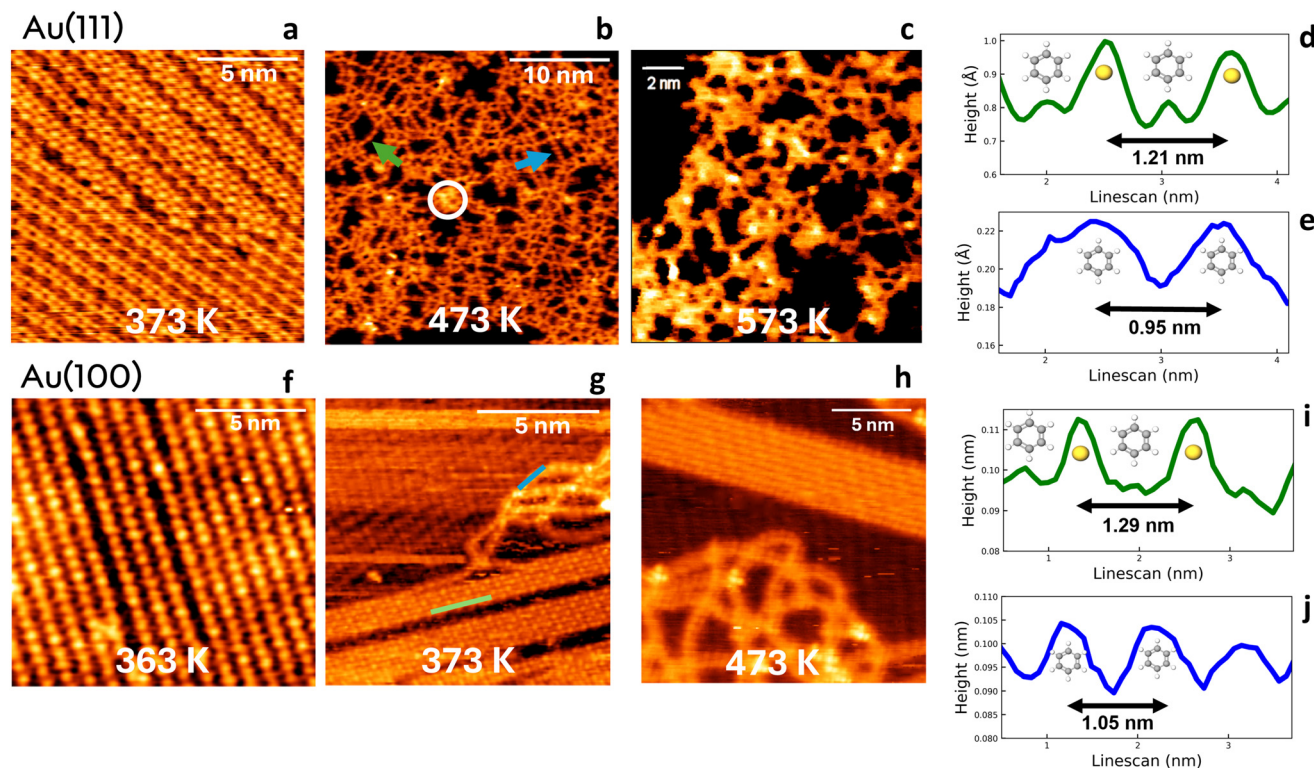 Au(111)
a
5 nm
373 K
b
10 nm
473 K
c
2 nm
573 K
d
Height (Å)
1.0
0.9
0.8
0.7
0.6
1.21 nm
2
3
4
Linescan (nm)
e
Height (Å)
0.22
0.20
0.18
0.16
0.95 nm
2
3
4
Linescan (nm)
Au(100)
f
5 nm
363 K
g
5 nm
373 K
h
5 nm
473 K
i
Height (nm)
0.11
0.10
0.09
0.08
1.29 nm
1
2
3
Linescan (nm)
j
Height (nm)
0.110
0.105
0.100
0.095
0.090
0.085
0.080
1.05 nm
1
2
3
Linescan (nm)